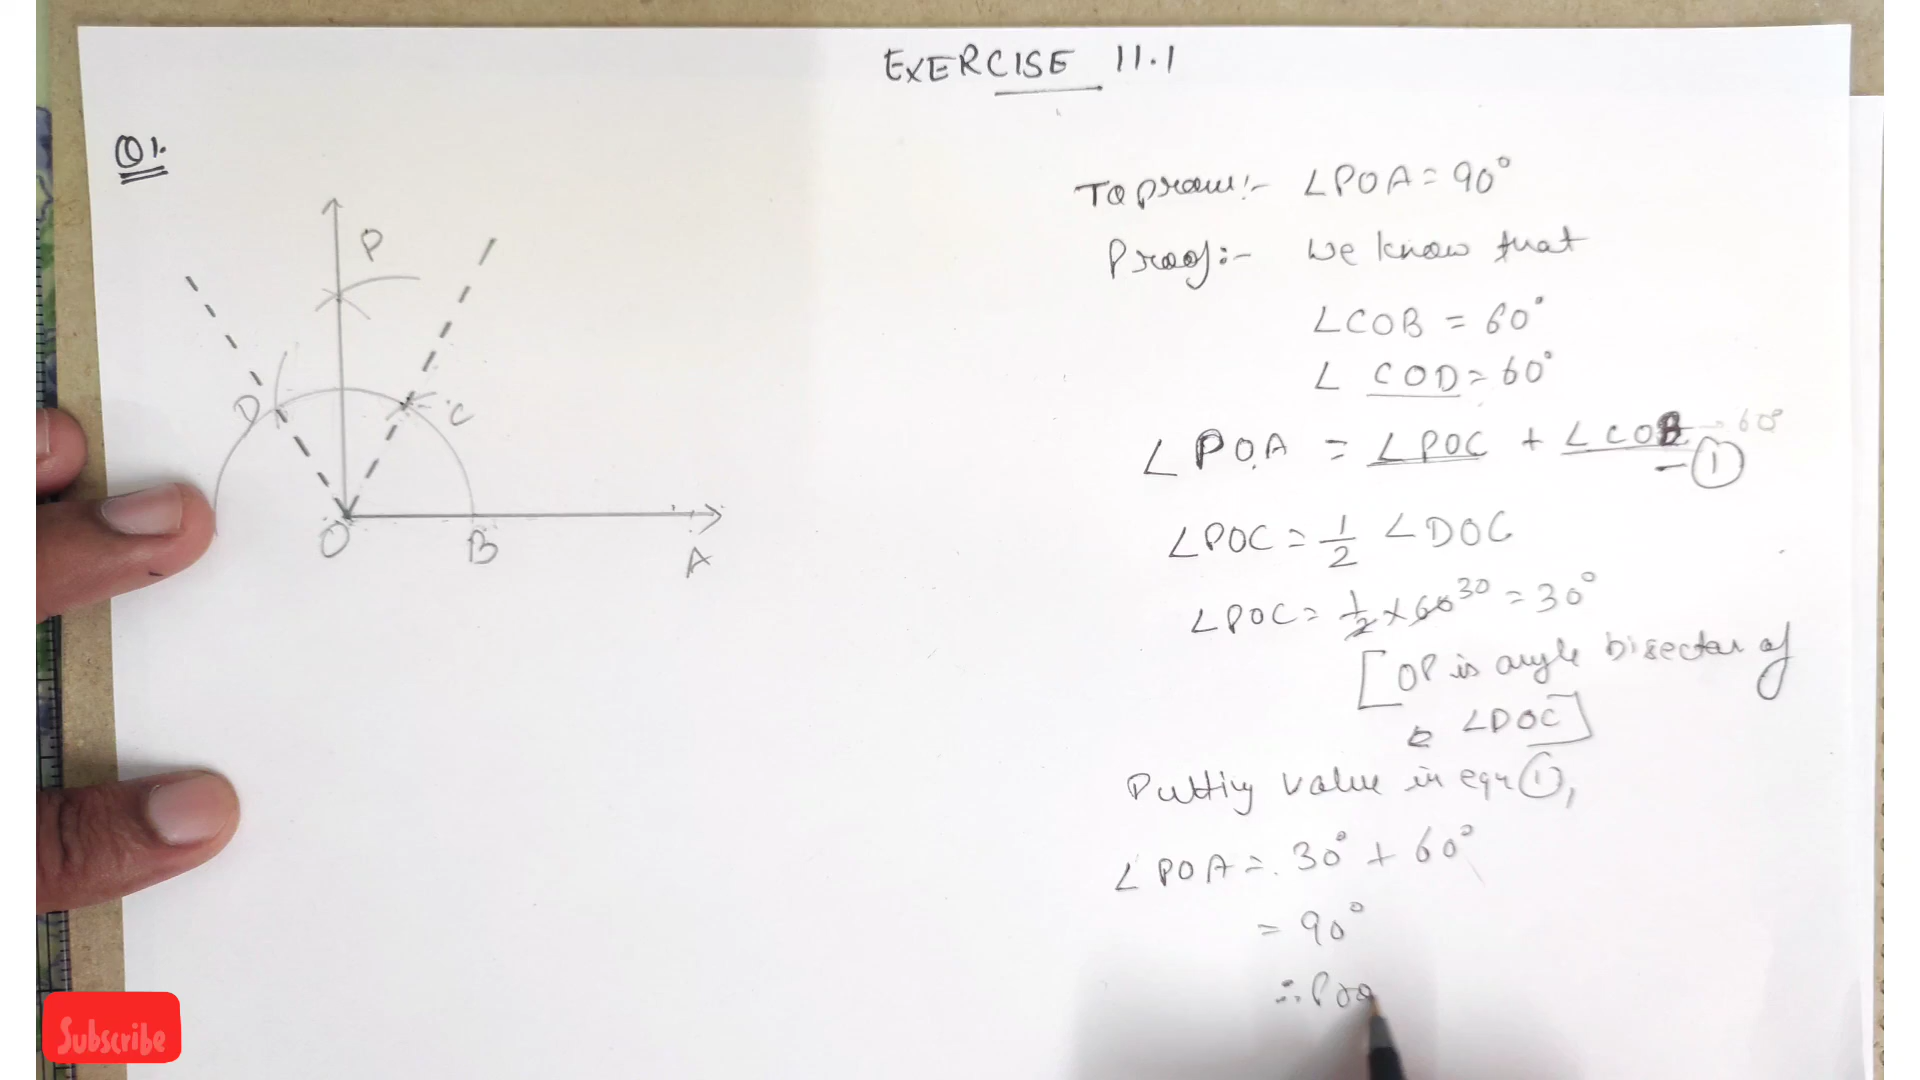 EXERCISE 11.1
Q1.
P
D
C
O
B
A
To prove:- ∠POA = 90°
Proof:- We know that
∠COB = 60°
∠ COD = 60°
∠POA = ∠POC + ∠COB - 60°
- ①
∠POC = 1/2 ∠DOC
∠POC = 1/2 × 60 30 = 30°
[OP is angle bisector of
∠DOC]
Putting value in eqn ①,
∠POA = 30° + 60°
= 90°
∴ Proo
Subscribe